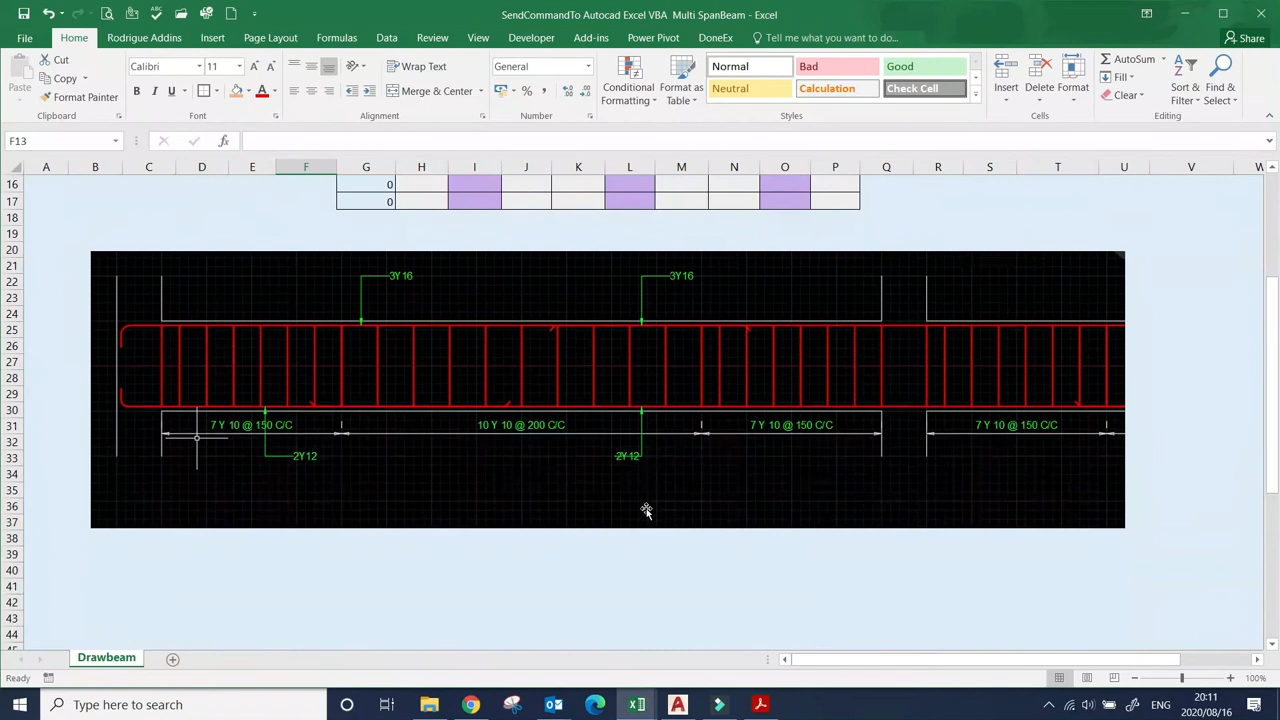 SendCommandTo Autocad Excel VBA Multi SpanBeam - Excel
File Home Rodrigue Addins Insert Page Layout Formulas Data Review View Developer Add-ins Power Pivot DoneEx Tell me what you want to do... Share
Paste
Cut
Copy
Format Painter
Clipboard
Calibri 11
B I U
Font
Wrap Text
Merge & Center
Alignment
General
Number
Conditional Formatting
Format as Table
Normal Bad Good
Neutral Calculation Check Cell
Styles
Insert Delete Format
Cells
AutoSum
Fill
Clear
Sort & Filter
Find & Select
Editing
F13 fx
A B C D E F G H I J K L M N O P Q R S T U V W
16 0
17 0
18
19
20
21 3Y16 3Y16
22
23
24
25
26
27
28
29
30
31 7 Y 10 @ 150 C/C 10 Y 10 @ 200 C/C 7 Y 10 @ 150 C/C 7 Y 10 @ 150 C/C
32
33 2Y12 2Y12
34
35
36
37
38
39
40
41
42
43
44
Drawbeam
Ready 100%
Type here to search
ENG
20:11
2020/08/16